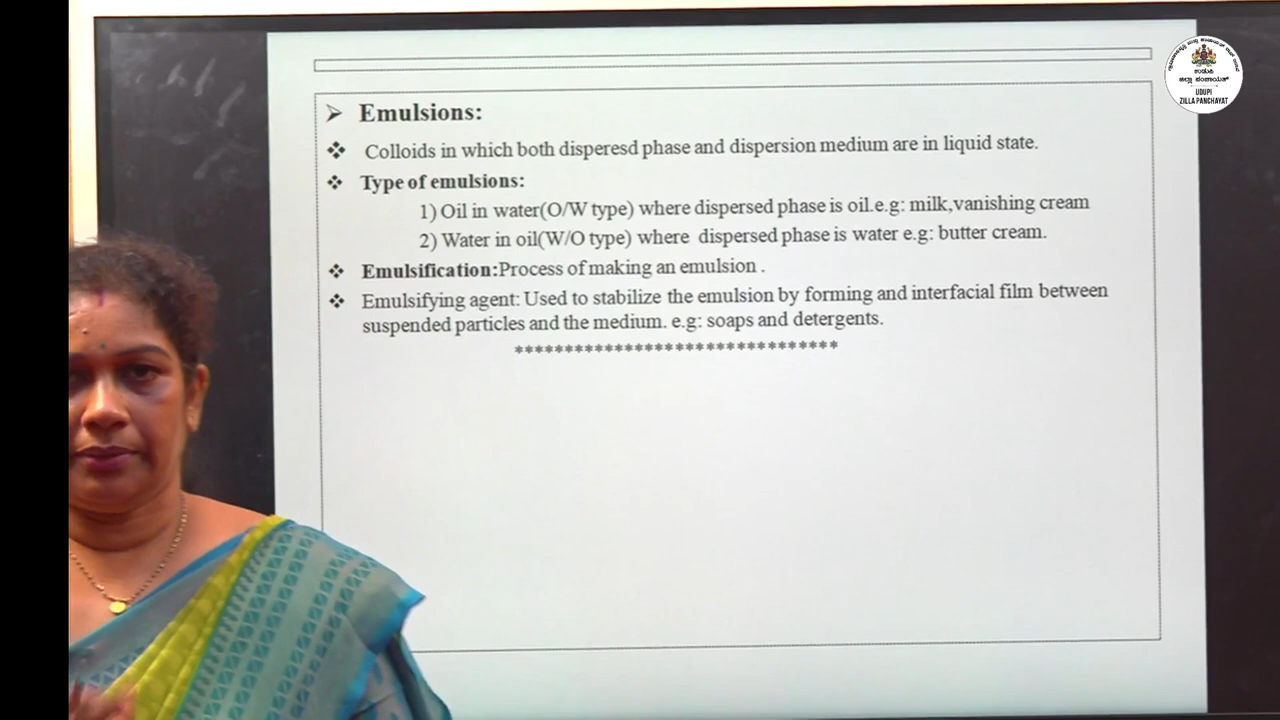 ➢ Emulsions:
❖ Colloids in which both disperesd phase and dispersion medium are in liquid state.
❖ Type of emulsions:
1) Oil in water(O/W type) where dispersed phase is oil.e.g: milk,vanishing cream
2) Water in oil(W/O type) where dispersed phase is water e.g: butter cream.
❖ Emulsification:Process of making an emulsion .
❖ Emulsifying agent: Used to stabilize the emulsion by forming and interfacial film between
suspended particles and the medium. e.g: soaps and detergents.
********************************
ಉಡುಪಿ
ಜಿಲ್ಲಾ ಪಂಚಾಯತ್
UDUPI
ZILLA PANCHAYAT